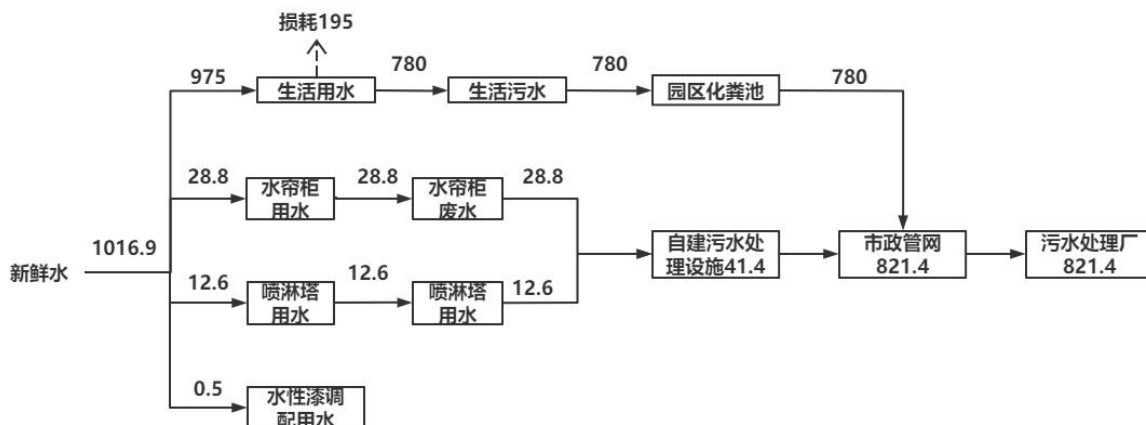 损耗195
975
生活用水
780
生活污水
780
园区化粪池
780
28.8
水帘柜
用水
28.8
水帘柜
废水
28.8
1016.9
新鲜水
自建污水处
理设施41.4
市政管网
821.4
污水处理厂
821.4
12.6
喷淋塔
用水
12.6
喷淋塔
用水
12.6
0.5
水性漆调
配用水